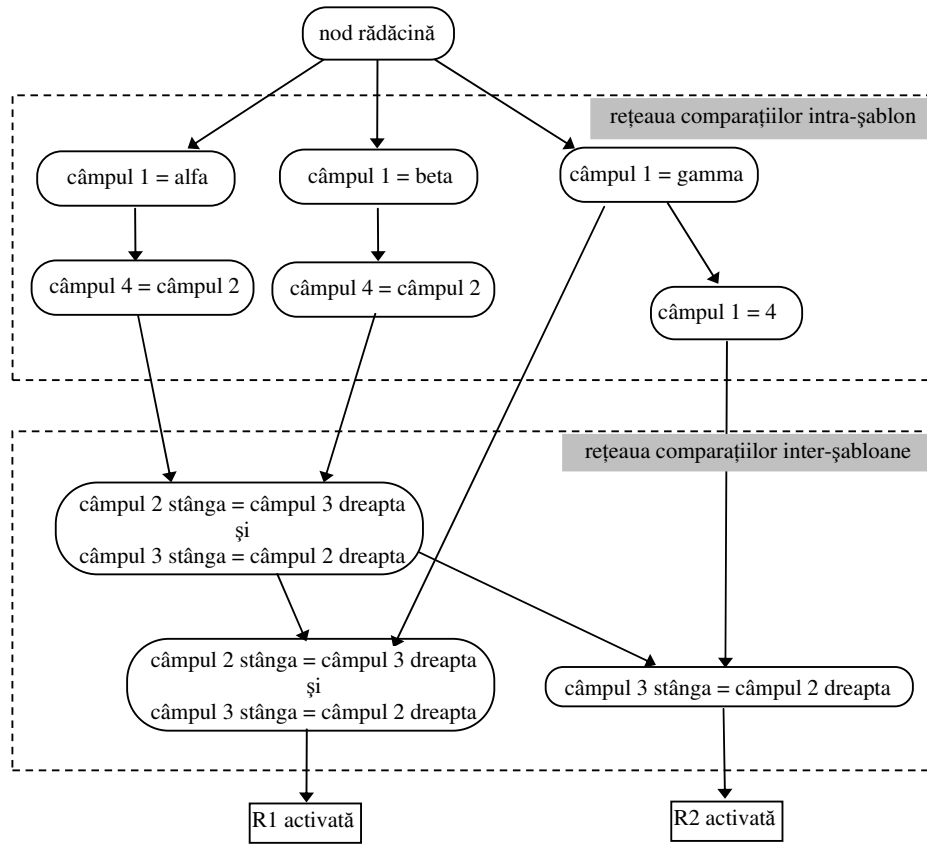 nod rădăcină
rețeaua comparațiilor intra-şablon
câmpul 1 = alfa
câmpul 1 = beta
câmpul 1 = gamma
câmpul 4 = câmpul 2
câmpul 4 = câmpul 2
câmpul 1 = 4
rețeaua comparațiilor inter-şabloane
câmpul 2 stânga = câmpul 3 dreapta
şi
câmpul 3 stânga = câmpul 2 dreapta
câmpul 2 stânga = câmpul 3 dreapta
şi
câmpul 3 stânga = câmpul 2 dreapta
câmpul 3 stânga = câmpul 2 dreapta
R1 activată
R2 activată